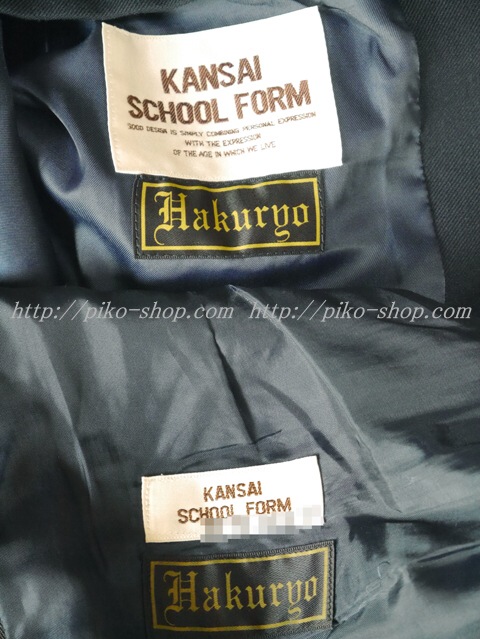 KANSAI
SCHOOL FORM
GOOD DESIGN IS SIMPLY COMBINING PERSONAL EXPRESSION
WITH THE EXPRESSION
OF THE AGE IN WHICH WE LIVE
Hakuryo
http://piko-shop.com http://piko-shop.com
KANSAI
SCHOOL FORM
Hakuryo